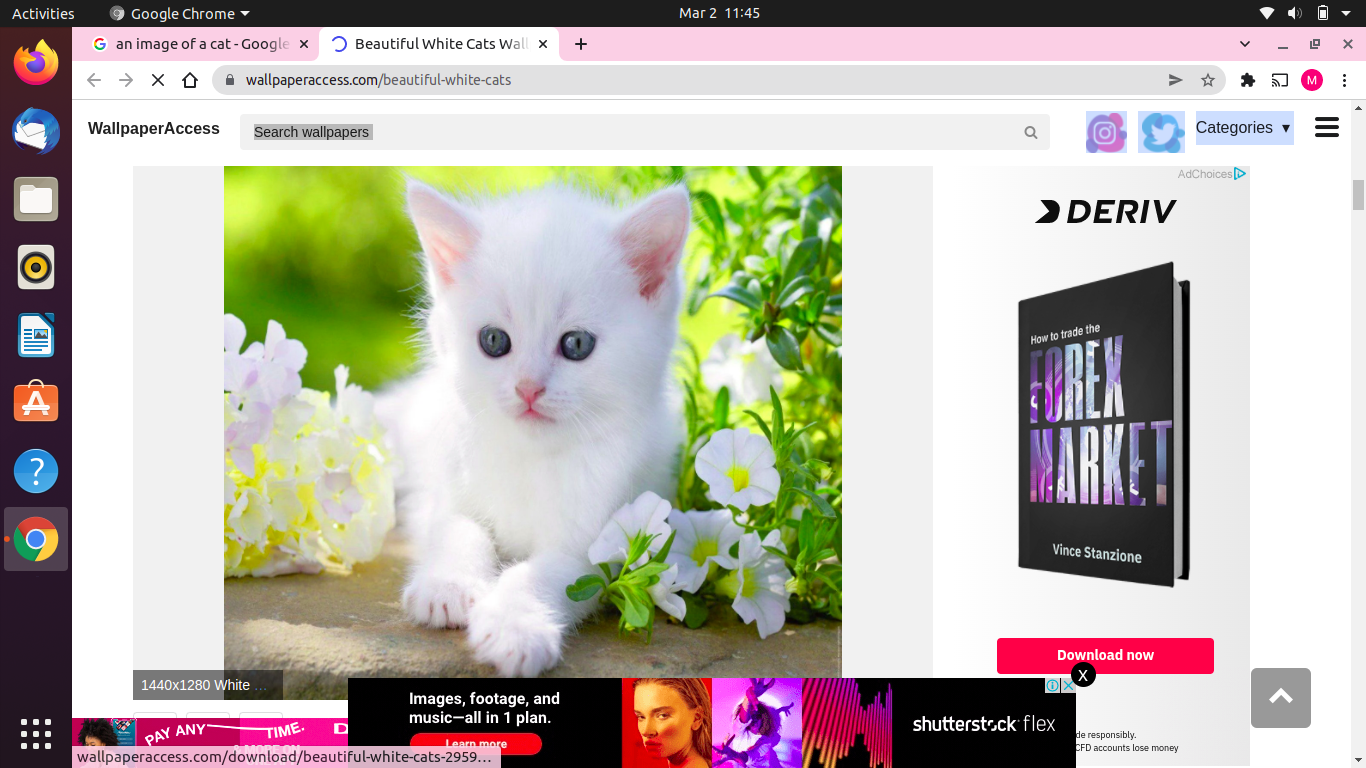 Activities
Google Chrome
Mar 2 11:45
an image of a cat - Google
Beautiful White Cats Wall
wallpaperaccess.com/beautiful-white-cats
M
WallpaperAccess
Search wallpapers
Categories ▼
AdChoices
DERIV
How to trade the
FOREX
MARKET
Vince Stanzione
Download now
1440x1280 White ...
X
Images, footage, and
music—all in 1 plan.
Learn more
shutterstock flex
PAY ANY TIME.
& MORE ON
de responsibly.
CFD accounts lose money
wallpaperaccess.com/download/beautiful-white-cats-2959...